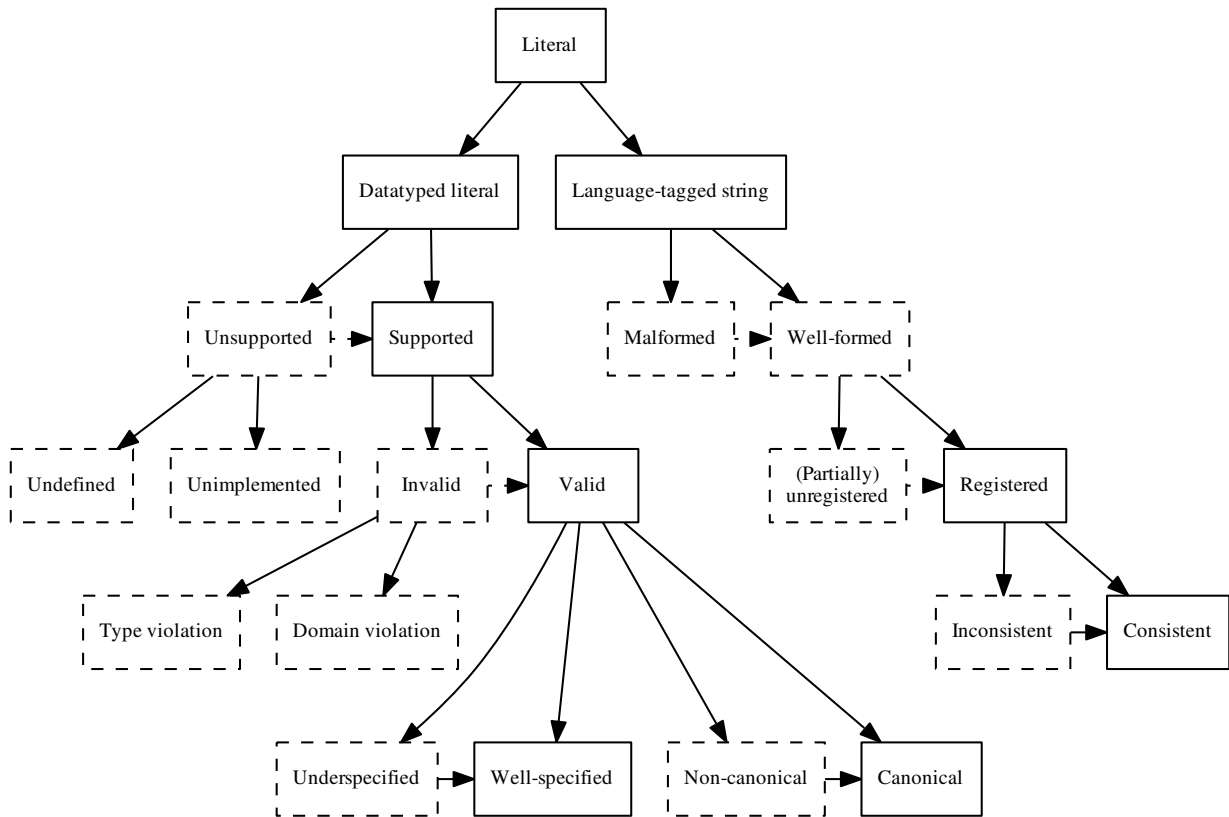 Literal
Datatyped literal
Language-tagged string
Unsupported
Supported
Malformed
Well-formed
Undefined
Unimplemented
Invalid
Valid
(Partially)
unregistered
Registered
Type violation
Domain violation
Inconsistent
Consistent
Underspecified
Well-specified
Non-canonical
Canonical